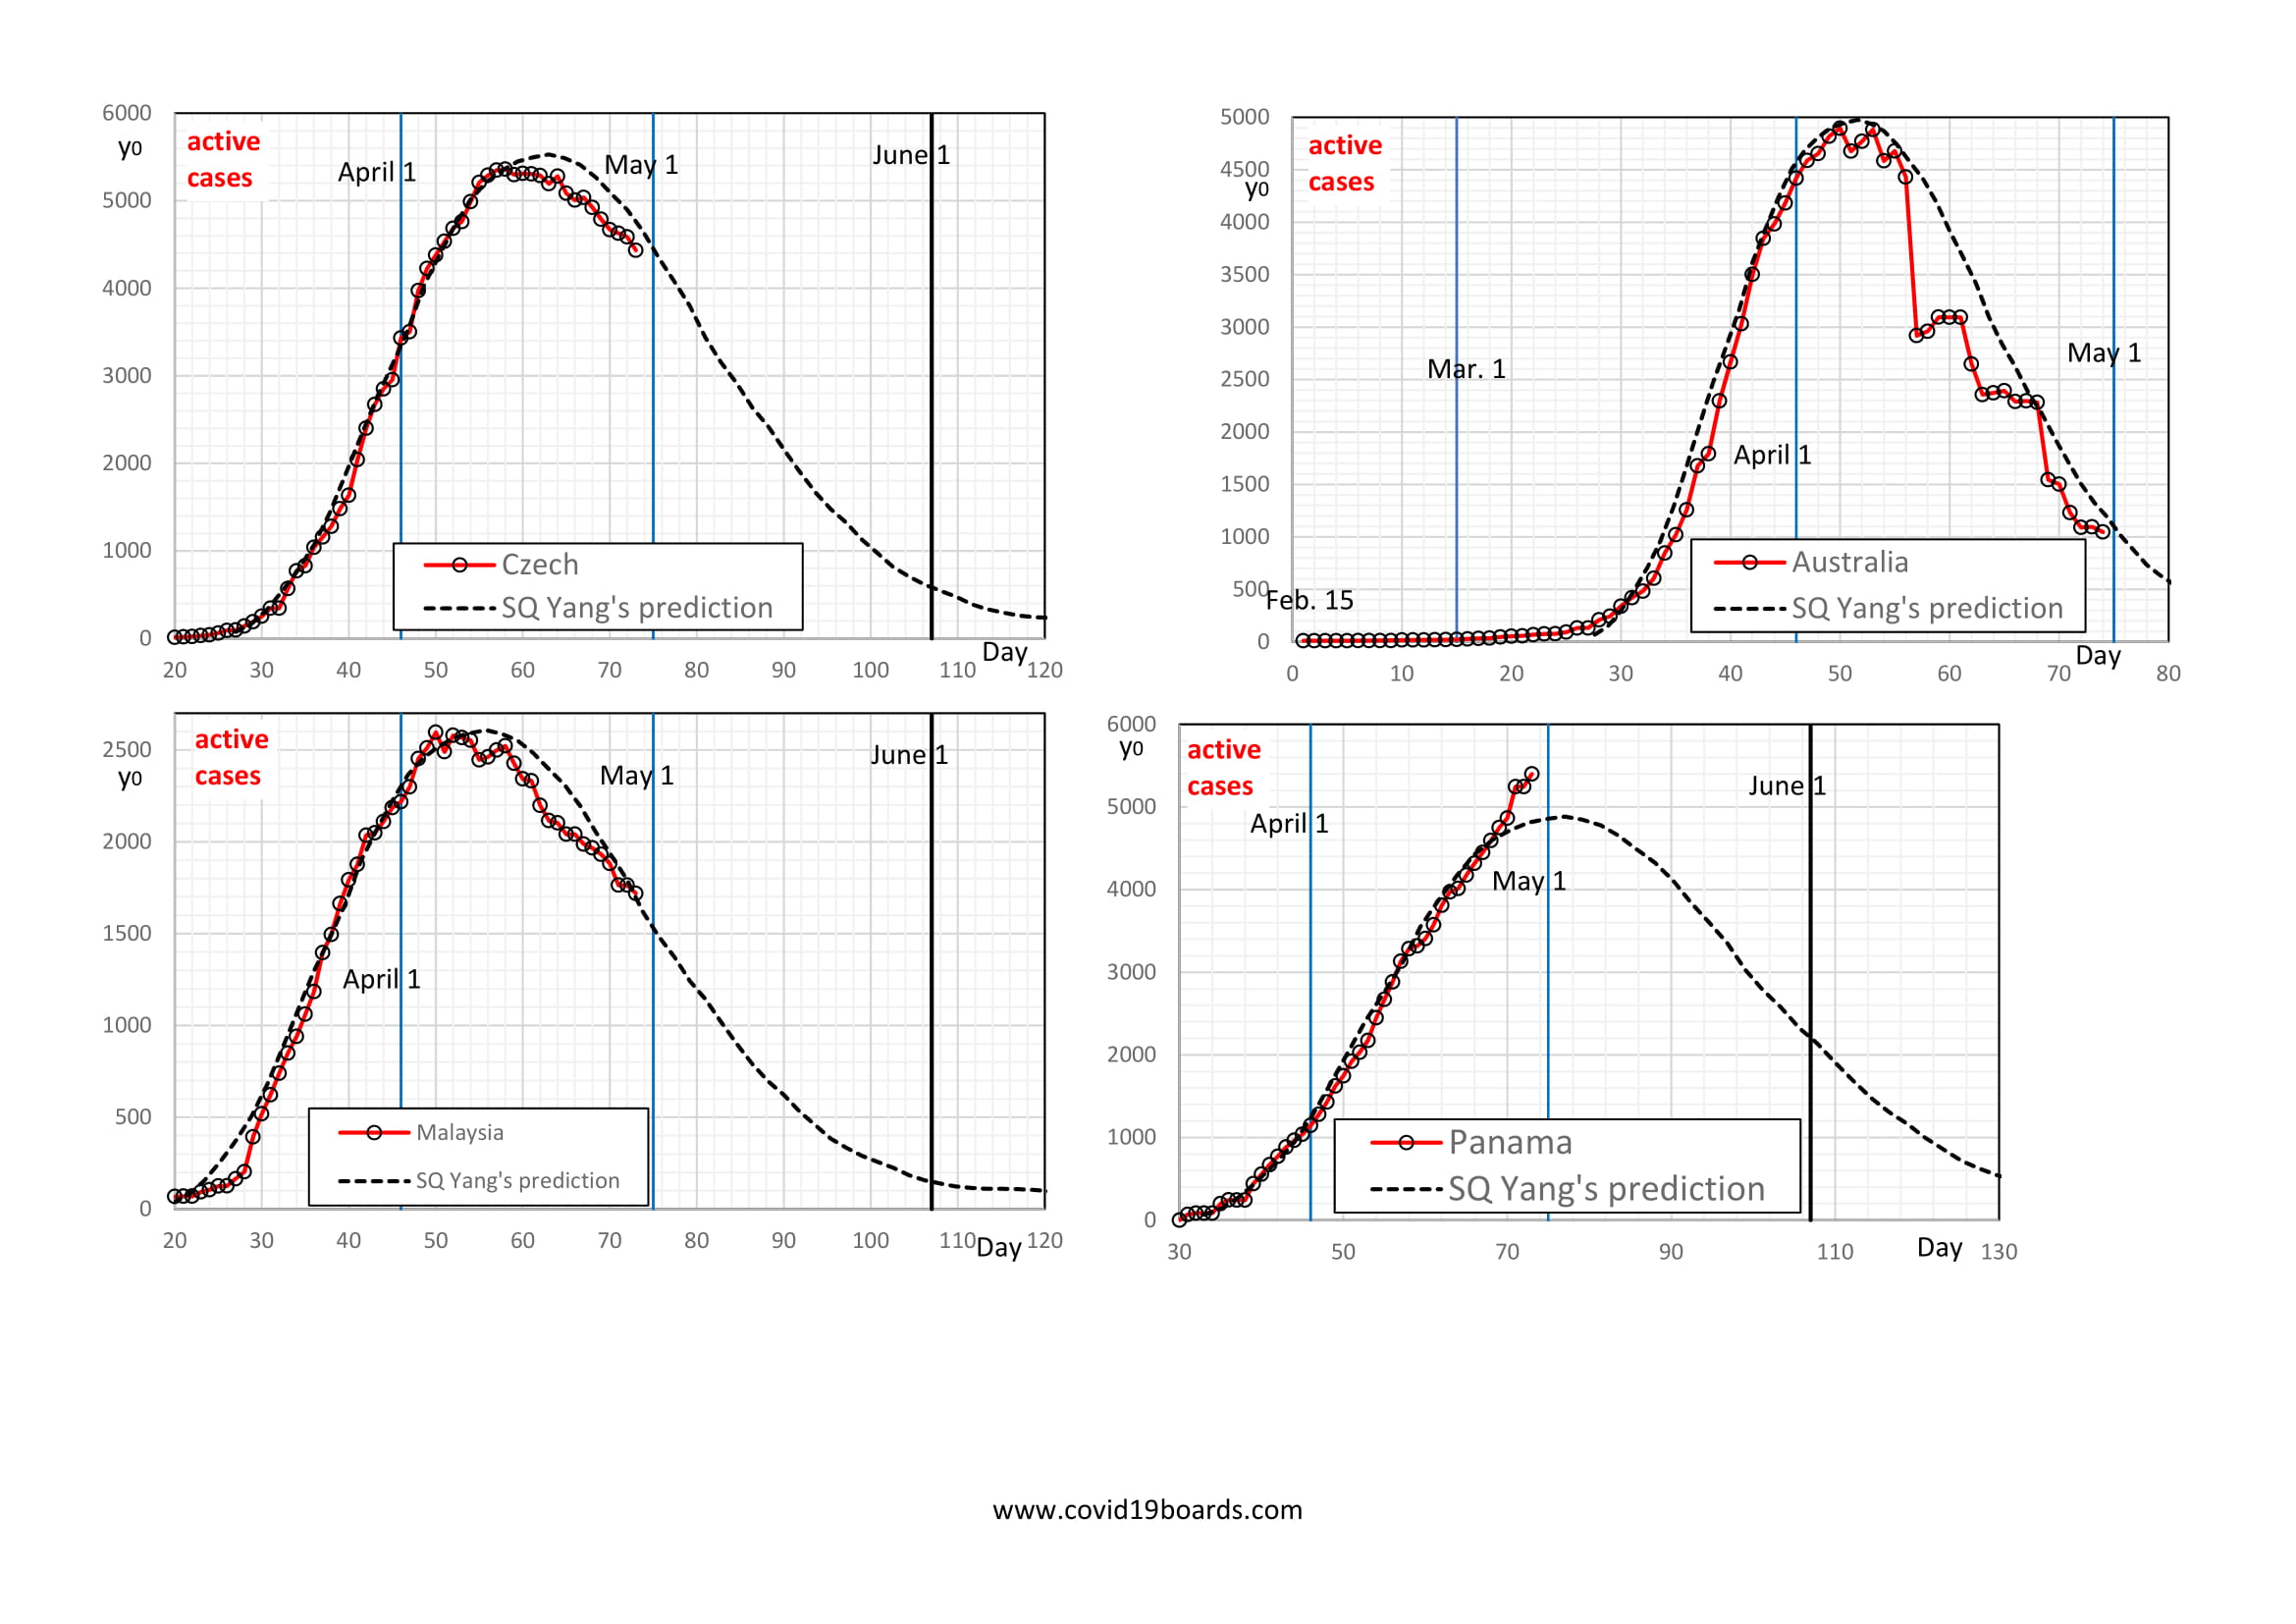 6000
y0
active
cases
April 1
May 1
June 1
5000
4000
3000
2000
1000
0
Czech
SQ Yang's prediction
Day
20 30 40 50 60 70 80 90 100 110 120
5000
active
cases
4500
y0
4000
3500
3000
2500
2000
1500
1000
500
0
Mar. 1
May 1
April 1
Feb. 15
Australia
SQ Yang's prediction
Day
0 10 20 30 40 50 60 70 80
active
cases
2500
y0
2000
1500
1000
500
0
June 1
May 1
April 1
Malaysia
SQ Yang's prediction
20 30 40 50 60 70 80 90 100 110 Day 120
6000
y0
active
cases
5000
4000
3000
2000
1000
0
June 1
April 1
May 1
Panama
SQ Yang's prediction
30 50 70 90 110 Day 130
www.covid19boards.com